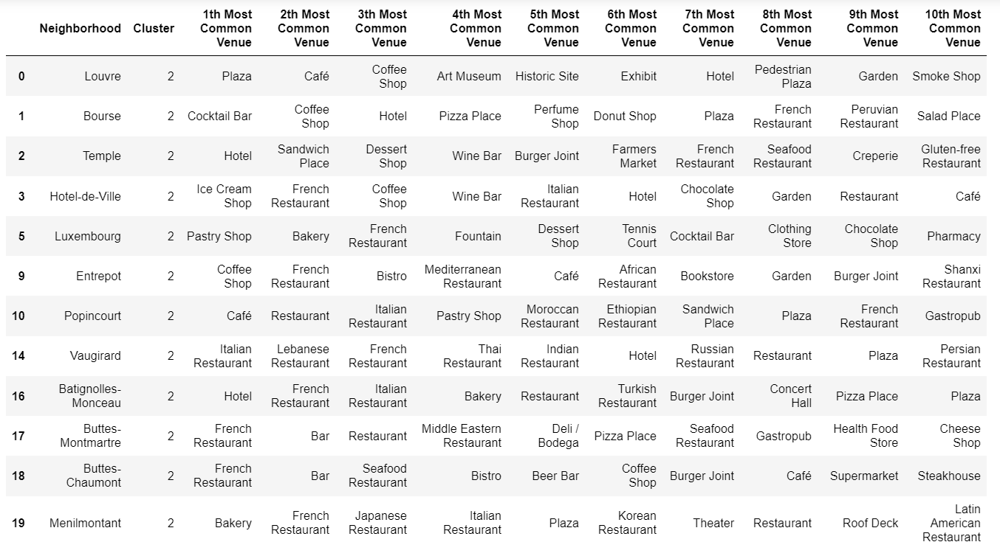 Neighborhood Cluster 1th Most Common Venue 2th Most Common Venue 3th Most Common Venue 4th Most Common Venue 5th Most Common Venue 6th Most Common Venue 7th Most Common Venue 8th Most Common Venue 9th Most Common Venue 10th Most Common Venue
0 Louvre 2 Plaza Café Coffee Shop Art Museum Historic Site Exhibit Hotel Pedestrian Plaza Garden Smoke Shop
1 Bourse 2 Cocktail Bar Coffee Shop Hotel Pizza Place Perfume Shop Donut Shop Plaza French Restaurant Peruvian Restaurant Salad Place
2 Temple 2 Hotel Sandwich Place Dessert Shop Wine Bar Burger Joint Farmers Market French Restaurant Seafood Restaurant Creperie Gluten-free Restaurant
3 Hotel-de-Ville 2 Ice Cream Shop French Restaurant Coffee Shop Wine Bar Italian Restaurant Hotel Chocolate Shop Garden Restaurant Café
5 Luxembourg 2 Pastry Shop Bakery French Restaurant Fountain Dessert Shop Tennis Court Cocktail Bar Clothing Store Chocolate Shop Pharmacy
9 Entrepot 2 Coffee Shop French Restaurant Bistro Mediterranean Restaurant Café African Restaurant Bookstore Garden Burger Joint Shanxi Restaurant
10 Popincourt 2 Café Restaurant Italian Restaurant Pastry Shop Moroccan Restaurant Ethiopian Restaurant Sandwich Place Plaza French Restaurant Gastropub
14 Vaugirard 2 Italian Restaurant Lebanese Restaurant French Restaurant Thai Restaurant Indian Restaurant Hotel Russian Restaurant Restaurant Plaza Persian Restaurant
16 Batignolles-Monceau 2 Hotel French Restaurant Italian Restaurant Bakery Restaurant Turkish Restaurant Burger Joint Concert Hall Pizza Place Plaza
17 Buttes-Montmartre 2 French Restaurant Bar Restaurant Middle Eastern Restaurant Deli / Bodega Pizza Place Seafood Restaurant Gastropub Health Food Store Cheese Shop
18 Buttes-Chaumont 2 French Restaurant Bar Seafood Restaurant Bistro Beer Bar Coffee Shop Burger Joint Café Supermarket Steakhouse
19 Menilmontant 2 Bakery French Restaurant Japanese Restaurant Italian Restaurant Plaza Korean Restaurant Theater Restaurant Roof Deck Latin American Restaurant